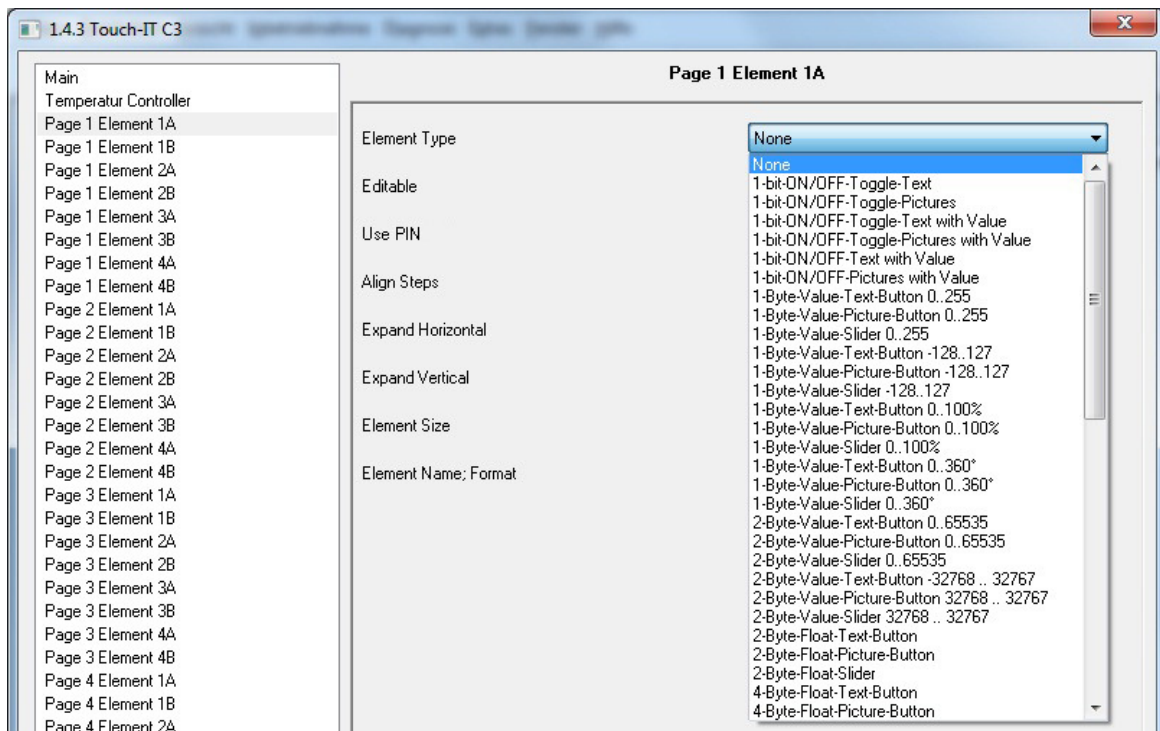 1.4.3 Touch-IT C3
x
Main
Temperatur Controller
Page 1 Element 1A
Page 1 Element 1B
Page 1 Element 2A
Page 1 Element 2B
Page 1 Element 3A
Page 1 Element 3B
Page 1 Element 4A
Page 1 Element 4B
Page 2 Element 1A
Page 2 Element 1B
Page 2 Element 2A
Page 2 Element 2B
Page 2 Element 3A
Page 2 Element 3B
Page 2 Element 4A
Page 2 Element 4B
Page 3 Element 1A
Page 3 Element 1B
Page 3 Element 2A
Page 3 Element 2B
Page 3 Element 3A
Page 3 Element 3B
Page 3 Element 4A
Page 3 Element 4B
Page 4 Element 1A
Page 4 Element 1B
Page 4 Element 2A
Page 1 Element 1A
Element Type
Editable
Use PIN
Align Steps
Expand Horizontal
Expand Vertical
Element Size
Element Name; Format
None
None
1-bit-ON/OFF-Toggle-Text
1-bit-ON/OFF-Toggle-Pictures
1-bit-ON/OFF-Toggle-Text with Value
1-bit-ON/OFF-Toggle-Pictures with Value
1-bit-ON/OFF-Text with Value
1-bit-ON/OFF-Pictures with Value
1-Byte-Value-Text-Button 0..255
1-Byte-Value-Picture-Button 0..255
1-Byte-Value-Slider 0..255
1-Byte-Value-Text-Button -128..127
1-Byte-Value-Picture-Button -128..127
1-Byte-Value-Slider -128..127
1-Byte-Value-Text-Button 0..100%
1-Byte-Value-Picture-Button 0..100%
1-Byte-Value-Slider 0..100%
1-Byte-Value-Text-Button 0..360°
1-Byte-Value-Picture-Button 0..360°
1-Byte-Value-Slider 0..360°
2-Byte-Value-Text-Button 0..65535
2-Byte-Value-Picture-Button 0..65535
2-Byte-Value-Slider 0..65535
2-Byte-Value-Text-Button -32768 .. 32767
2-Byte-Value-Picture-Button 32768 .. 32767
2-Byte-Value-Slider 32768 .. 32767
2-Byte-Float-Text-Button
2-Byte-Float-Picture-Button
2-Byte-Float-Slider
4-Byte-Float-Text-Button
4-Byte-Float-Picture-Button